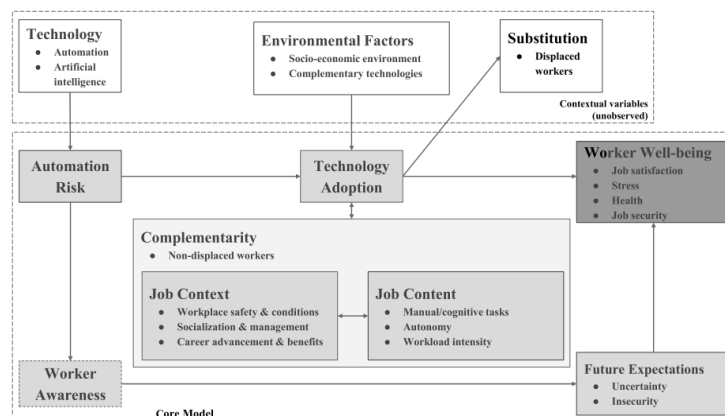 Technology
● Automation
● Artificial
intelligence
Environmental Factors
● Socio-economic environment
● Complementary technologies
Substitution
● Displaced
workers
Contextual variables
(unobserved)
Automation
Risk
Technology
Adoption
Worker Well-being
● Job satisfaction
● Stress
● Health
● Job security
Complementarity
● Non-displaced workers
Job Context
● Workplace safety & conditions
● Socialization & management
● Career advancement & benefits
Job Content
● Manual/cognitive tasks
● Autonomy
● Workload intensity
Worker
Awareness
Future Expectations
● Uncertainty
● Insecurity
Core Model